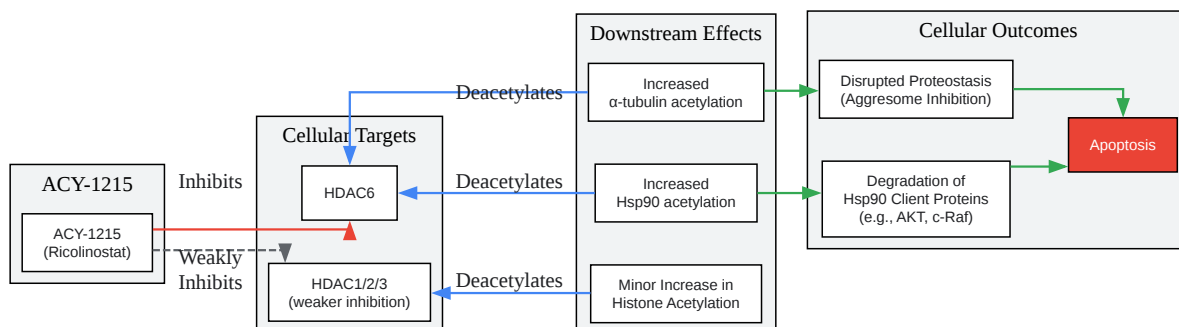 ACY-1215
ACY-1215
(Ricolinostat)
Inhibits
Weakly
Inhibits
Cellular Targets
HDAC6
HDAC1/2/3
(weaker inhibition)
Deacetylates
Deacetylates
Deacetylates
Downstream Effects
Increased
α-tubulin acetylation
Increased
Hsp90 acetylation
Minor Increase in
Histone Acetylation
Cellular Outcomes
Disrupted Proteostasis
(Aggresome Inhibition)
Degradation of
Hsp90 Client Proteins
(e.g., AKT, c-Raf)
Apoptosis